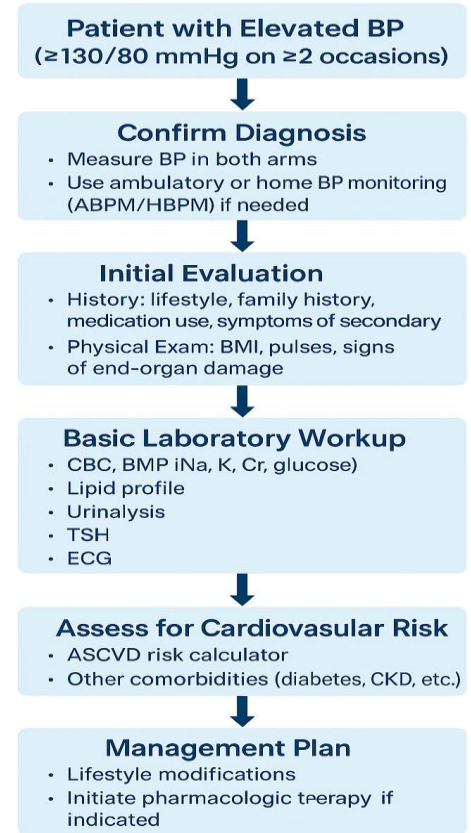 Patient with Elevated BP
(≥130/80 mmHg on ≥2 occasions)
Confirm Diagnosis
• Measure BP in both arms
• Use ambulatory or home BP monitoring
(ABPM/HBPM) if needed
Initial Evaluation
• History: lifestyle, family history,
medication use, symptoms of secondary
• Physical Exam: BMI, pulses, signs
of end-organ damage
Basic Laboratory Workup
• CBC, BMP iNa, K, Cr, glucose)
• Lipid profile
• Urinalysis
• TSH
• ECG
Assess for Cardiovascular Risk
• ASCVD risk calculator
• Other comorbidities (diabetes, CKD, etc.)
Management Plan
• Lifestyle modifications
• Initiate pharmacologic therapy if
indicated